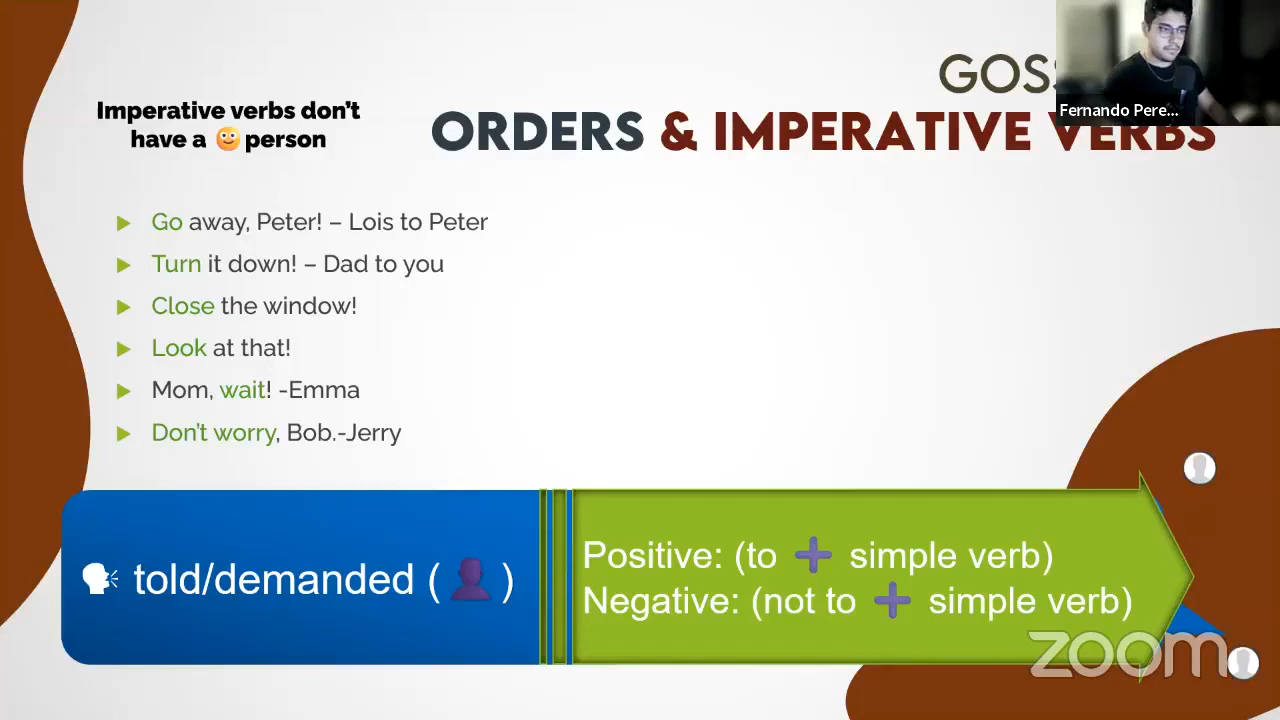 GOS
Fernando Pere...
Imperative verbs don't
have a 😳 person
ORDERS & IMPERATIVE VERBS
Go away, Peter! – Lois to Peter
Turn it down! – Dad to you
Close the window!
Look at that!
Mom, wait! -Emma
Don't worry, Bob.-Jerry
🗣 told/demanded (👤)
Positive: (to ➕ simple verb)
Negative: (not to ➕ simple verb)
zoom